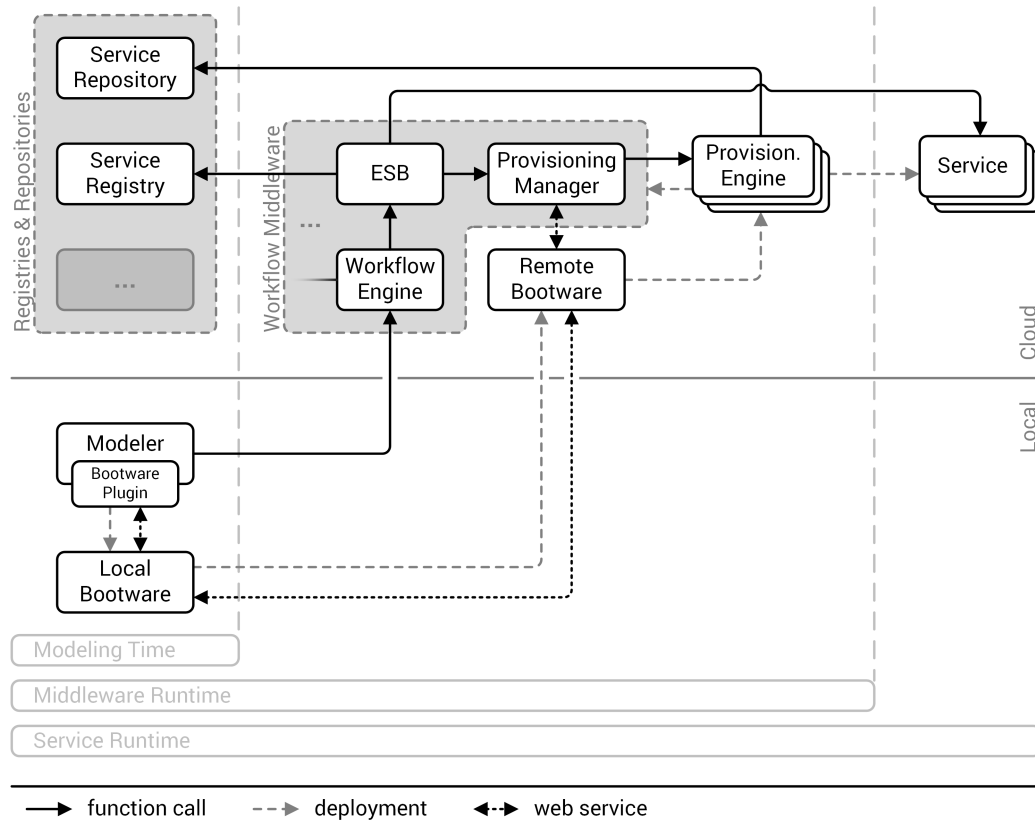 Registries & Repositories
Service
Repository
Service
Registry
...
Workflow Middleware
...
ESB
Workflow
Engine
Provisioning
Manager
Remote
Bootware
Provision.
Engine
Service
Cloud
Local
Modeler
Bootware
Plugin
Local
Bootware
Modeling Time
Middleware Runtime
Service Runtime
function call
deployment
web service